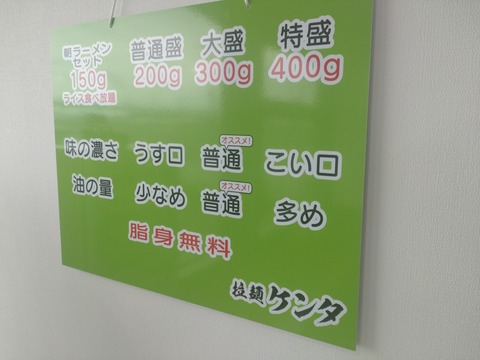 朝ラーメン
セット
150g
ライス食べ放題
普通盛
200g
大盛
300g
特盛
400g
味の濃さ うす口 オススメ! 普通 こい口
油の量 少なめ オススメ! 普通 多め
脂身無料
拉麺ケンタ